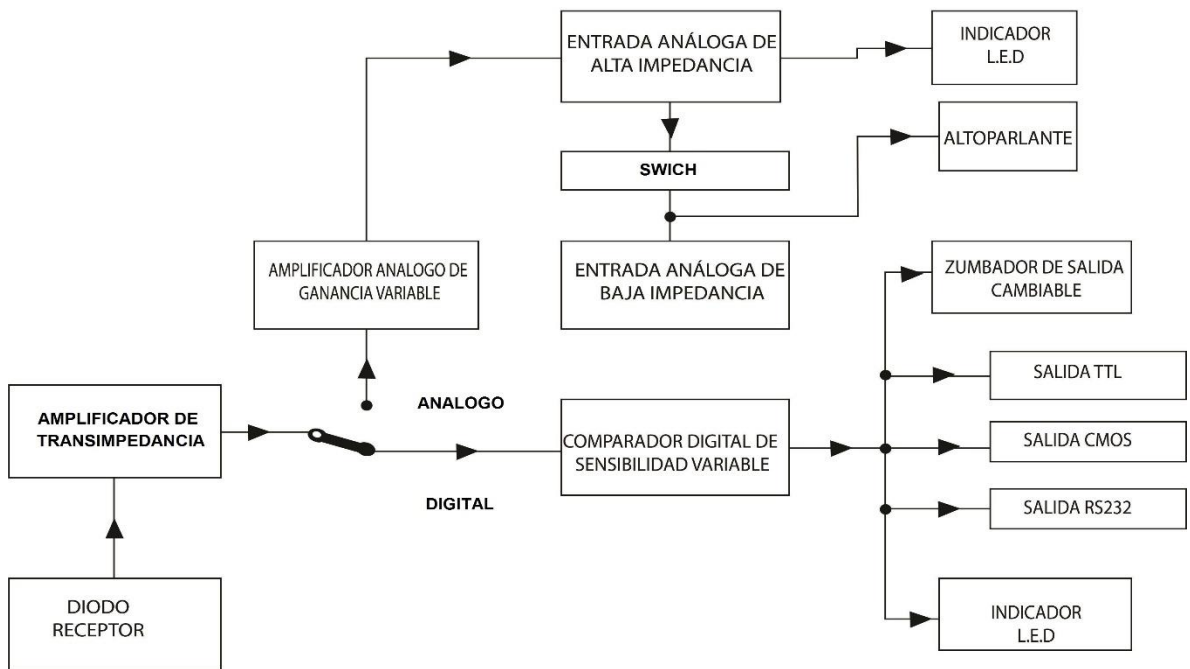 ENTRADA ANÁLOGA DE
ALTA IMPEDANCIA
INDICADOR
L.E.D
ALTOPARLANTE
SWICH
AMPLIFICADOR ANALOGO DE
GANANCIA VARIABLE
ENTRADA ANÁLOGA DE
BAJA IMPEDANCIA
ZUMBADOR DE SALIDA
CAMBIABLE
SALIDA TTL
AMPLIFICADOR DE
TRANSIMPEDANCIA
ANALOGO
DIGITAL
COMPARADOR DIGITAL DE
SENSIBILIDAD VARIABLE
SALIDA CMOS
SALIDA RS232
DIODO
RECEPTOR
INDICADOR
L.E.D